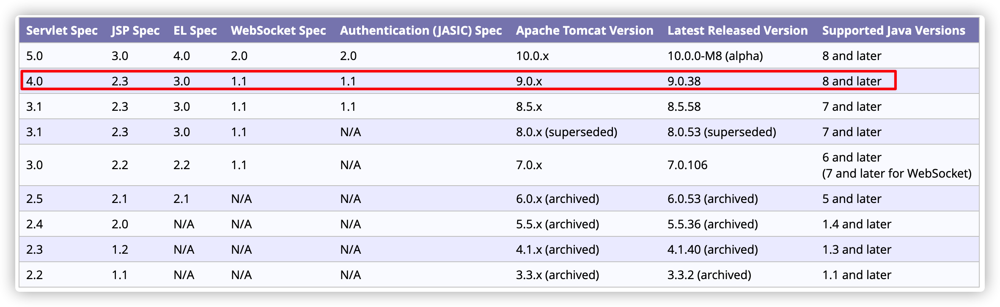 Servlet Spec JSP Spec EL Spec WebSocket Spec Authentication (JASIC) Spec Apache Tomcat Version Latest Released Version Supported Java Versions
5.0 3.0 4.0 2.0 2.0 10.0.x 10.0.0-M8 (alpha) 8 and later
4.0 2.3 3.0 1.1 1.1 9.0.x 9.0.38 8 and later
3.1 2.3 3.0 1.1 1.1 8.5.x 8.5.58 7 and later
3.1 2.3 3.0 1.1 N/A 8.0.x (superseded) 8.0.53 (superseded) 7 and later
3.0 2.2 2.2 1.1 N/A 7.0.x 7.0.106 6 and later
(7 and later for WebSocket)
2.5 2.1 2.1 N/A N/A 6.0.x (archived) 6.0.53 (archived) 5 and later
2.4 2.0 N/A N/A N/A 5.5.x (archived) 5.5.36 (archived) 1.4 and later
2.3 1.2 N/A N/A N/A 4.1.x (archived) 4.1.40 (archived) 1.3 and later
2.2 1.1 N/A N/A N/A 3.3.x (archived) 3.3.2 (archived) 1.1 and later